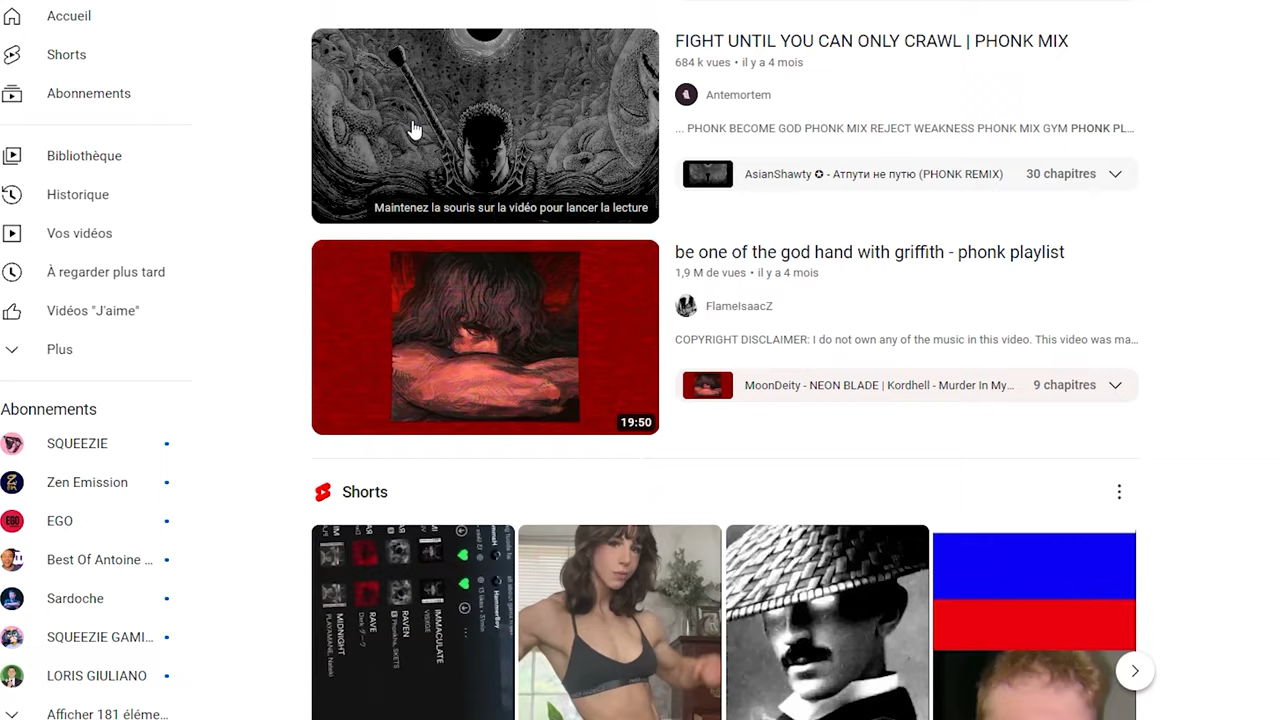 Accueil
Shorts
Abonnements
Bibliothèque
Historique
Vos vidéos
À regarder plus tard
Vidéos "J'aime"
Plus
Abonnements
SQUEEZIE
Zen Emission
EGO
Best Of Antoine ...
Sardoche
SQUEEZIE GAMI...
LORIS GIULIANO
Afficher 181 éléme...
Maintenez la souris sur la vidéo pour lancer la lecture
FIGHT UNTIL YOU CAN ONLY CRAWL | PHONK MIX
684 k vues • il y a 4 mois
Antemortem
... PHONK BECOME GOD PHONK MIX REJECT WEAKNESS PHONK MIX GYM PHONK PL...
AsianShawty ✪ - Атпути не путю (PHONK REMIX) 30 chapitres
19:50
be one of the god hand with griffith - phonk playlist
1,9 M de vues • il y a 4 mois
FlameIsaacZ
COPYRIGHT DISCLAIMER: I do not own any of the music in this video. This video was ma...
MoonDeity - NEON BLADE | Kordhell - Murder In My... 9 chapitres
Shorts
IMMACULATE
VISXGE
RAVEN
RAVE
MIDNIGHT
HammerBoy